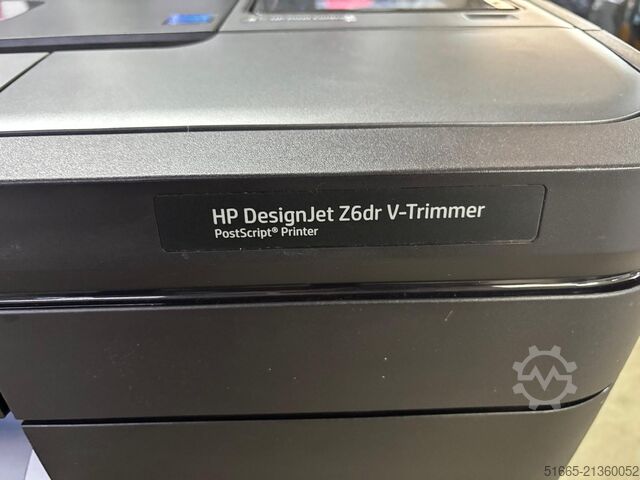 HP DesignJet Z6dr V-Trimmer
PostScript® Printer
51665-21360052